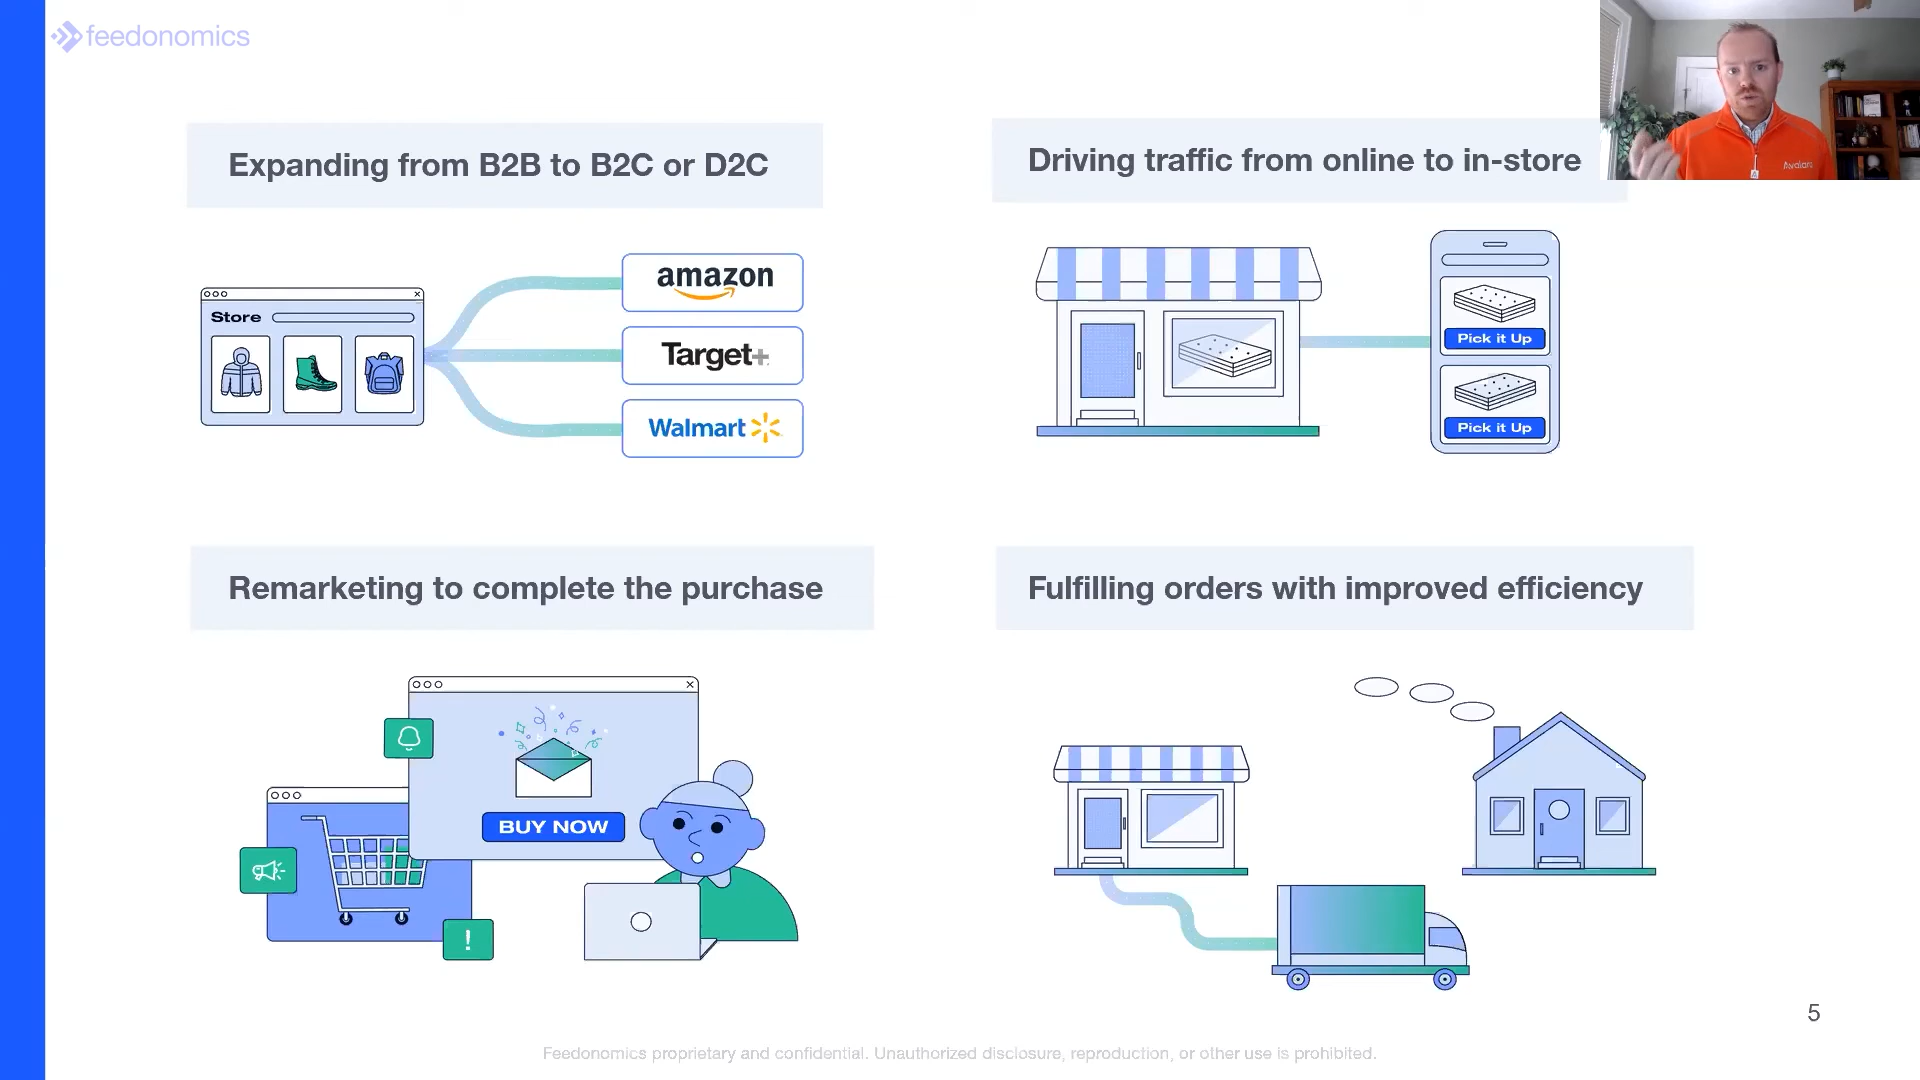 feedonomics
Expanding from B2B to B2C or D2C
Store
amazon
Target+
Walmart
Driving traffic from online to in-store
Pick it Up
Pick it Up
Avalara
Remarketing to complete the purchase
BUY NOW
!
Fulfilling orders with improved efficiency
5
Feedonomics proprietary and confidential. Unauthorized disclosure, reproduction, or other use is prohibited.